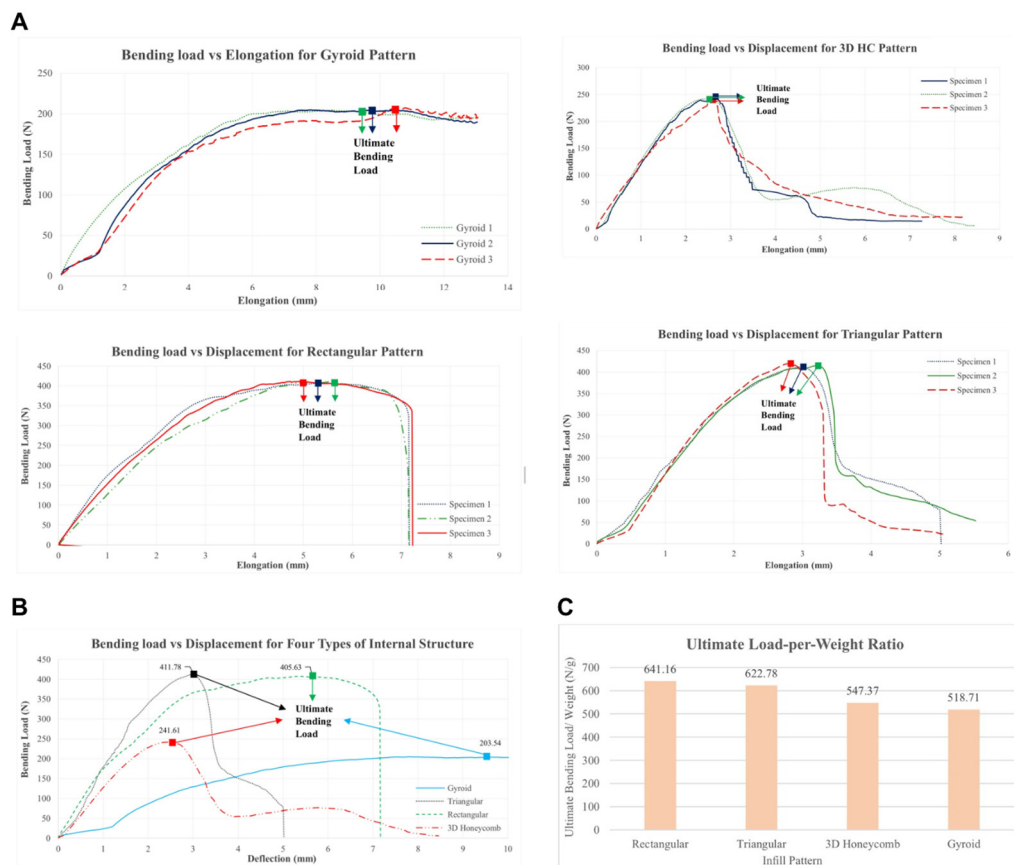 A
Bending load vs Elongation for Gyroid Pattern
Bending Load (N)
250
200
150
100
50
0
0 2 4 6 8 10 12 14
Elongation (mm)
Ultimate
Bending
Load
Gyroid 1
Gyroid 2
Gyroid 3
Bending load vs Displacement for 3D HC Pattern
Bending Load (N)
300
250
200
150
100
50
0
0 1 2 3 4 5 6 7 8 9
Elongation (mm)
Ultimate
Bending
Load
Specimen 1
Specimen 2
Specimen 3
Bending load vs Displacement for Rectangular Pattern
Bending Load (N)
450
400
350
300
250
200
150
100
50
0
0 1 2 3 4 5 6 7 8 9
Elongation (mm)
Ultimate
Bending
Load
Specimen 1
Specimen 2
Specimen 3
Bending load vs Displacement for Triangular Pattern
Bending Load (N)
450
400
350
300
250
200
150
100
50
0
0 1 2 3 4 5 6
Elongation (mm)
Ultimate
Bending
Load
Specimen 1
Specimen 2
Specimen 3
B
Bending load vs Displacement for Four Types of Internal Structure
Bending Load (N)
450
400
350
300
250
200
150
100
50
0
0 1 2 3 4 5 6 7 8 9 10
Deflection (mm)
411.78
405.63
241.61
203.54
Ultimate
Bending
Load
Gyroid
Triangular
Rectangular
3D Honeycomb
C
Ultimate Load-per-Weight Ratio
Ultimate Bending Load/ Weight (N/g)
700
600
500
400
300
200
100
0
641.16
622.78
547.37
518.71
Rectangular Triangular 3D Honeycomb Gyroid
Infill Pattern